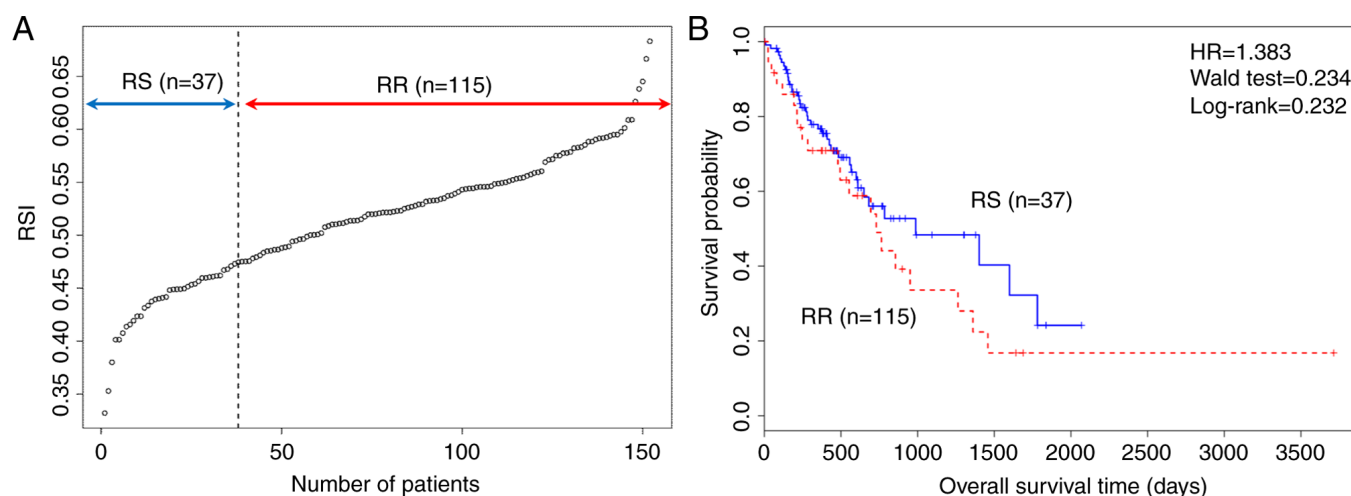 A
RS (n=37)
RR (n=115)
0.65
0.60
0.55
0.50
0.45
0.40
0.35
RSI
0
50
100
150
Number of patients
B
HR=1.383
Wald test=0.234
Log-rank=0.232
RS (n=37)
RR (n=115)
1.0
0.8
0.6
0.4
0.2
0.0
Survival probability
0
500
1000
1500
2000
2500
3000
3500
Overall survival time (days)